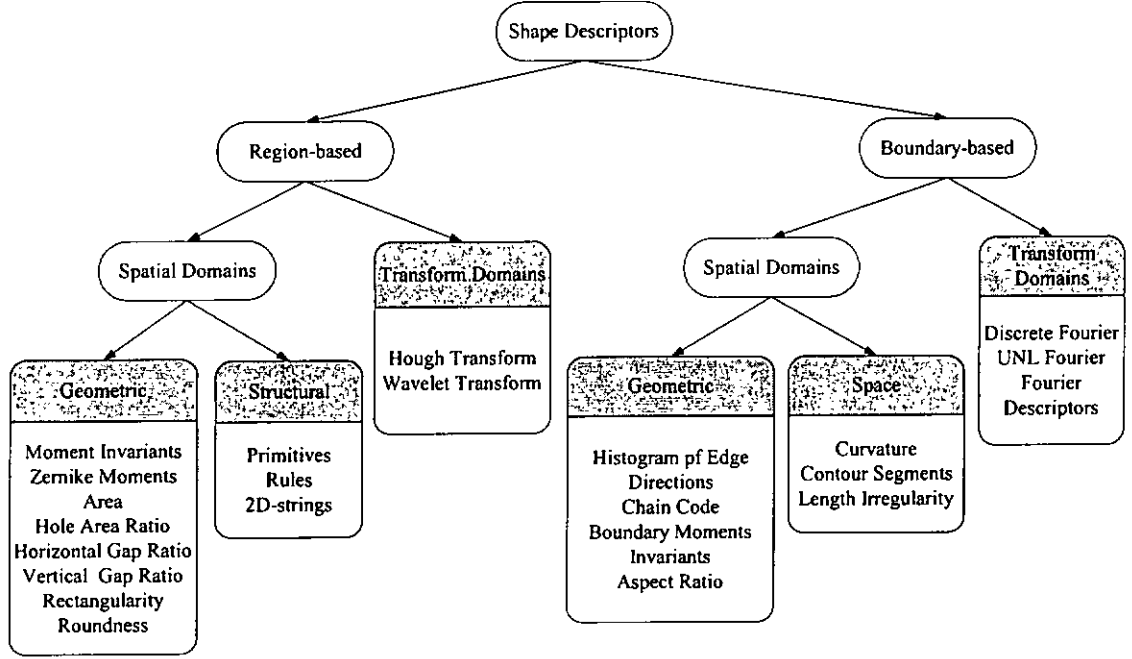 Shape Descriptors
Region-based
Boundary-based
Spatial Domains
Transform Domains
Hough Transform
Wavelet Transform
Spatial Domains
Transform
Domains
Discrete Fourier
UNL Fourier
Fourier
Descriptors
Geometric
Moment Invariants
Zernike Moments
Area
Hole Area Ratio
Horizontal Gap Ratio
Vertical Gap Ratio
Rectangularity
Roundness
Structural
Primitives
Rules
2D-strings
Geometric
Histogram pf Edge
Directions
Chain Code
Boundary Moments
Invariants
Aspect Ratio
Space
Curvature
Contour Segments
Length Irregularity